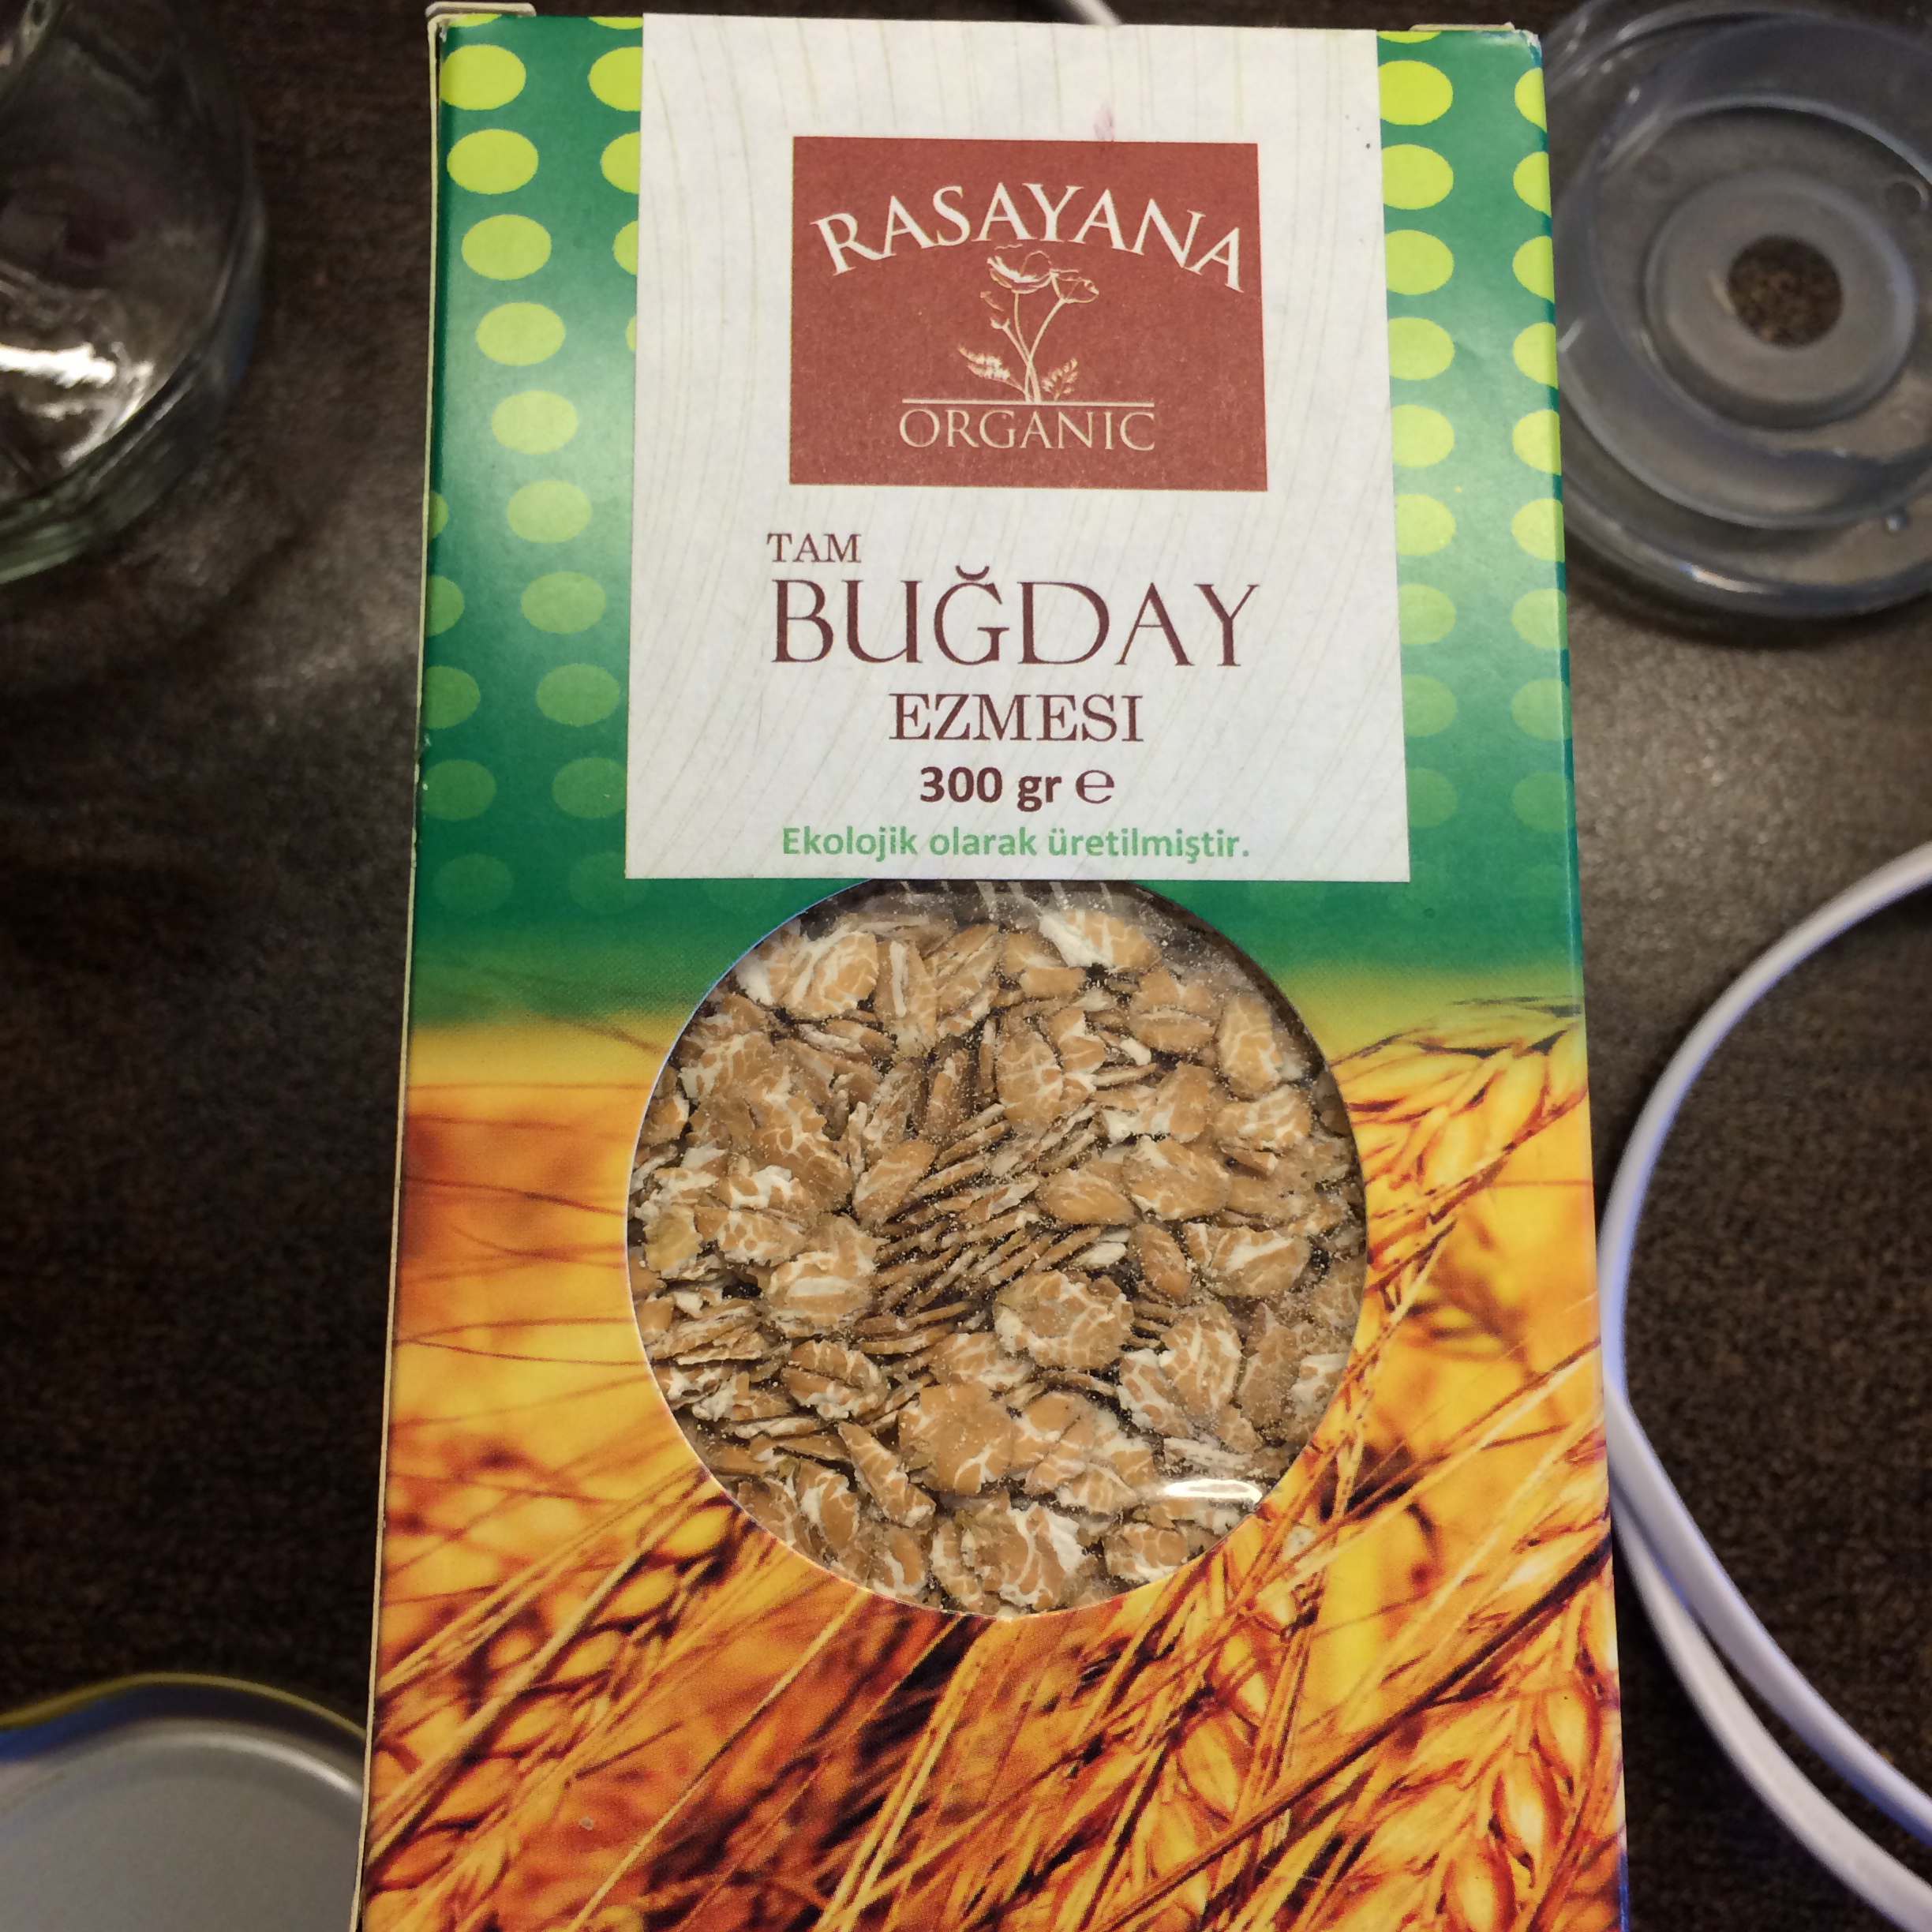 RASAYANA
ORGANIC
TAM
BUĞDAY
EZMESI
300 gr ℮
Ekolojik olarak üretilmiştir.